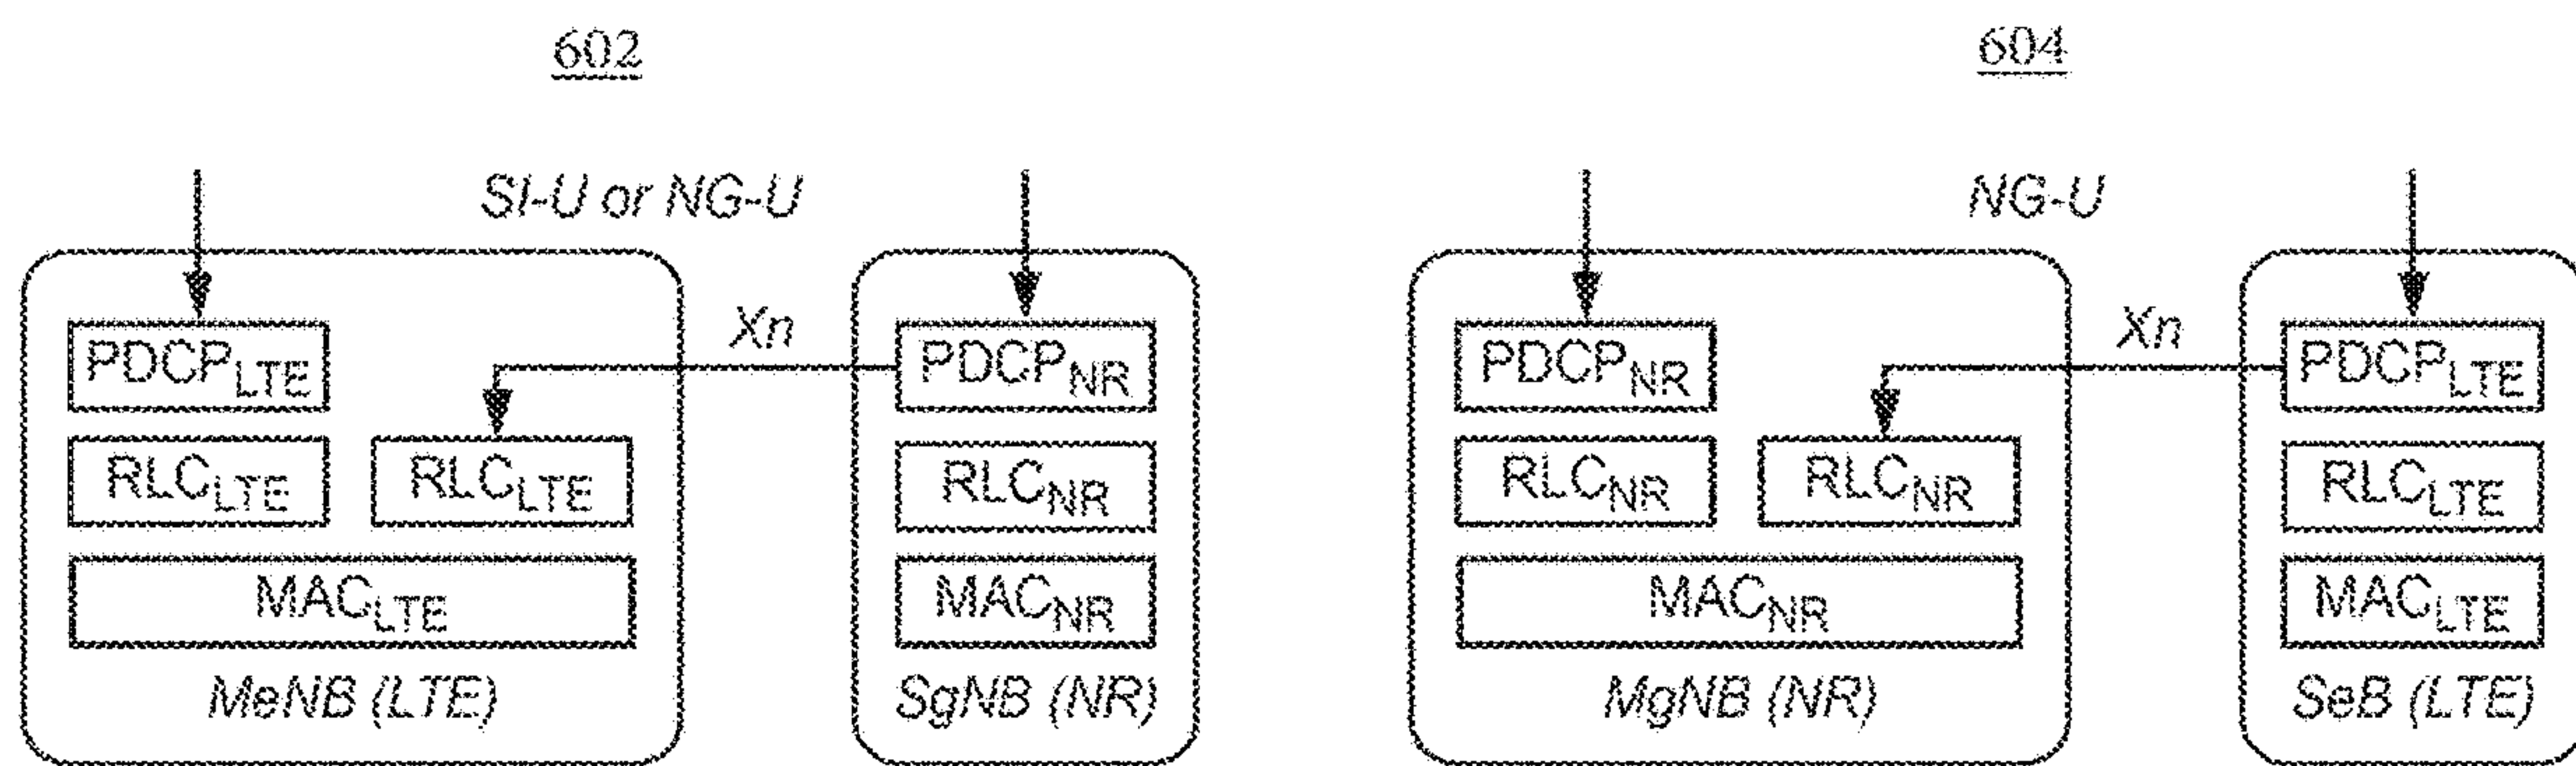 602
SI-U or NG-U
Xn
PDCPLTE
PDCPNR
RLCLTE
RLCLTE
RLCNR
MACLTE
MACNR
MeNB (LTE)
SgNB (NR)
604
NG-U
Xn
PDCPNR
PDCPLTE
RLCNR
RLCNR
RLCLTE
MACNR
MACLTE
MgNB (NR)
SeB (LTE)